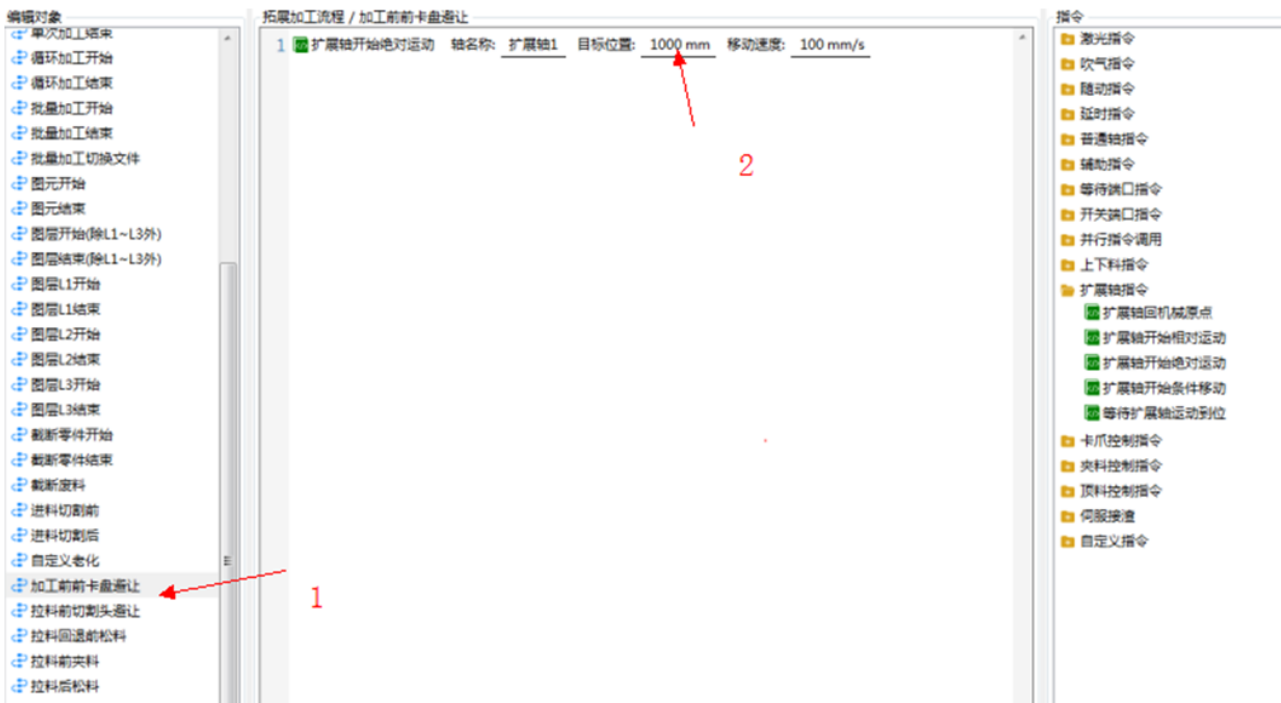 编辑对象
单次加工结束
循环加工开始
循环加工结束
批量加工开始
批量加工结束
批量加工切换文件
图元开始
图元结束
图层开始(除L1~L3外)
图层结束(除L1~L3外)
图层L1开始
图层L1结束
图层L2开始
图层L2结束
图层L3开始
图层L3结束
截断零件开始
截断零件结束
截断废料
进料切割前
进料切割后
自定义老化
加工前前卡盘避让
拉料前切割头避让
拉料回退前松料
拉料前夹料
拉料后松料
1
拓展加工流程 / 加工前前卡盘避让
1 扩展轴开始绝对运动 轴名称: 扩展轴1 目标位置: 1000 mm 移动速度: 100 mm/s
2
指令
激光指令
吹气指令
随动指令
延时指令
普通轴指令
辅助指令
等待端口指令
开关端口指令
并行指令调用
上下料指令
扩展轴指令
扩展轴回机械原点
扩展轴开始相对运动
扩展轴开始绝对运动
扩展轴开始条件移动
等待扩展轴运动到位
卡爪控制指令
夹料控制指令
顶料控制指令
伺服接渣
自定义指令